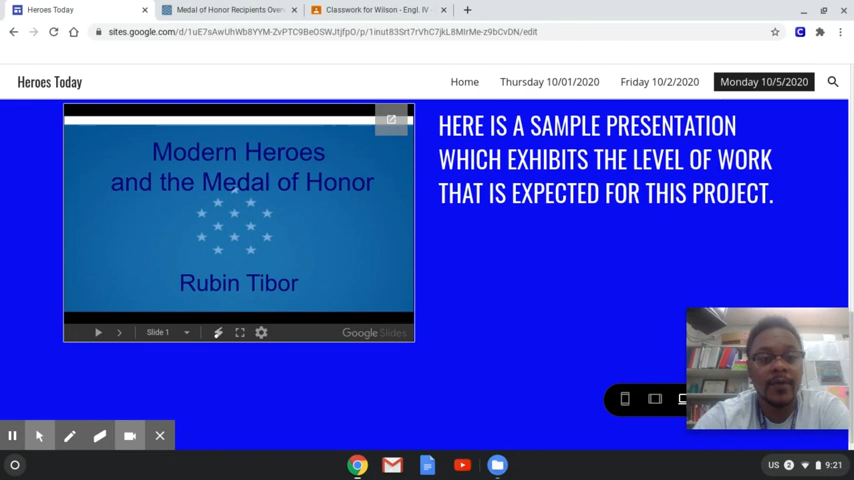 Heroes Today
Medal of Honor Recipients Over
Classwork for Wilson - Engl. IV -
sites.google.com/d/1uE7sAwUhWb8YYM-ZvPTC9BeOSWJtjfpO/p/1inut83Srt7rVhC7jkL8MIrMe-z9bCvDN/edit
Heroes Today
Home
Thursday 10/01/2020
Friday 10/2/2020
Monday 10/5/2020
Modern Heroes
and the Medal of Honor
Rubin Tibor
Slide 1
Google Slides
HERE IS A SAMPLE PRESENTATION
WHICH EXHIBITS THE LEVEL OF WORK
THAT IS EXPECTED FOR THIS PROJECT.
US 2 9:21